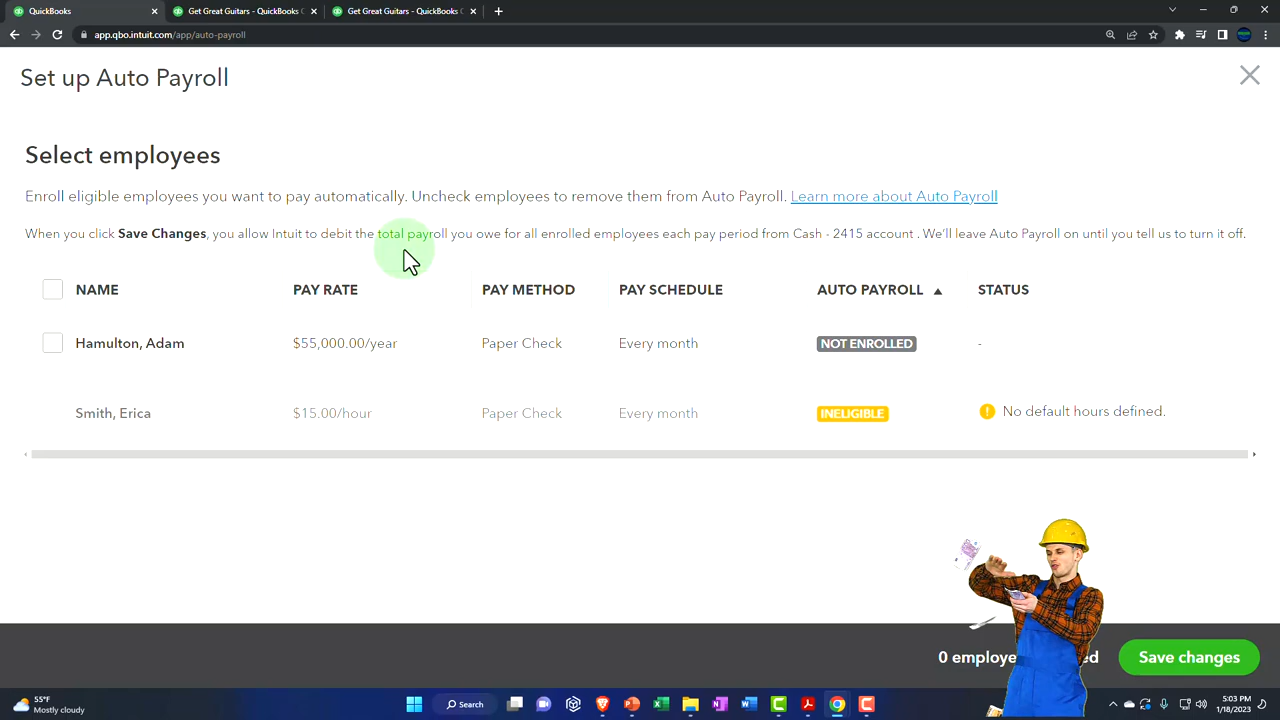 QuickBooks
Get Great Guitars - QuickBooks
Get Great Guitars - QuickBooks
app.qbo.intuit.com/app/auto-payroll
Set up Auto Payroll
Select employees
Enroll eligible employees you want to pay automatically. Uncheck employees to remove them from Auto Payroll. Learn more about Auto Payroll
When you click Save Changes, you allow Intuit to debit the total payroll you owe for all enrolled employees each pay period from Cash - 2415 account . We’ll leave Auto Payroll on until you tell us to turn it off.
NAME PAY RATE PAY METHOD PAY SCHEDULE AUTO PAYROLL STATUS
Hamulton, Adam $55,000.00/year Paper Check Every month NOT ENROLLED -
Smith, Erica $15.00/hour Paper Check Every month INELIGIBLE No default hours defined.
0 Save changes
55°F
Mostly cloudy
Search
5:03 PM
1/18/2023